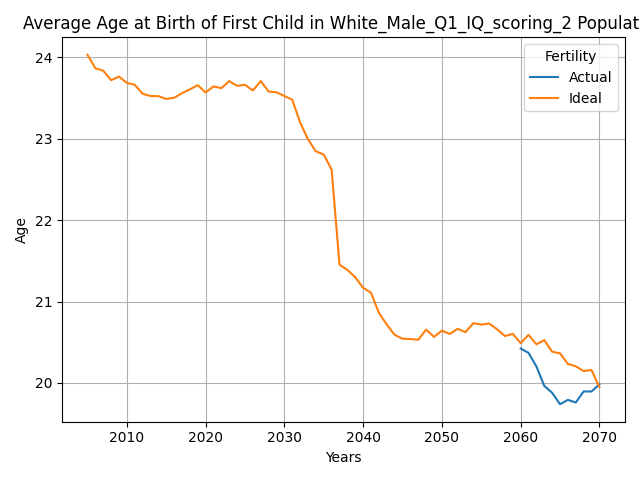 Average Age at Birth of First Child in White_Male_Q1_IQ_scoring_2 Populat
Fertility
Actual
Ideal
24
23
22
21
20
Age
2010 2020 2030 2040 2050 2060 2070
Years